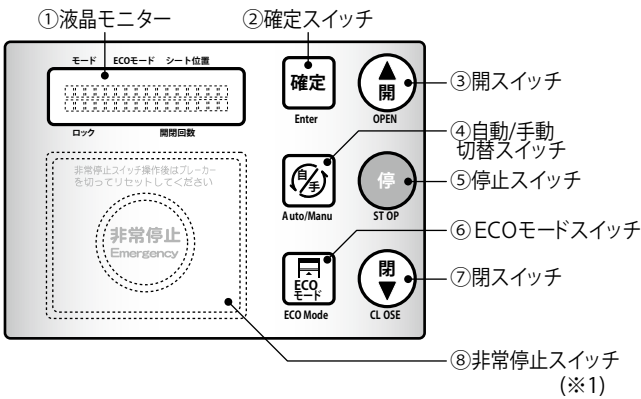 ①液晶モニター
②確定スイッチ
モード ECOモード シート位置
ロック 開閉回数
確定
Enter
▲
開
OPEN
③開スイッチ
④自動/手動
切替スイッチ
非常停止スイッチ操作後はブレーカー
を切ってリセットしてください
自/手
Auto/Manu
停
ST OP
⑤停止スイッチ
非常停止
Emergency
⑥ECOモードスイッチ
ECO
モード
ECO Mode
閉
▼
CL OSE
⑦閉スイッチ
⑧非常停止スイッチ
(※1)